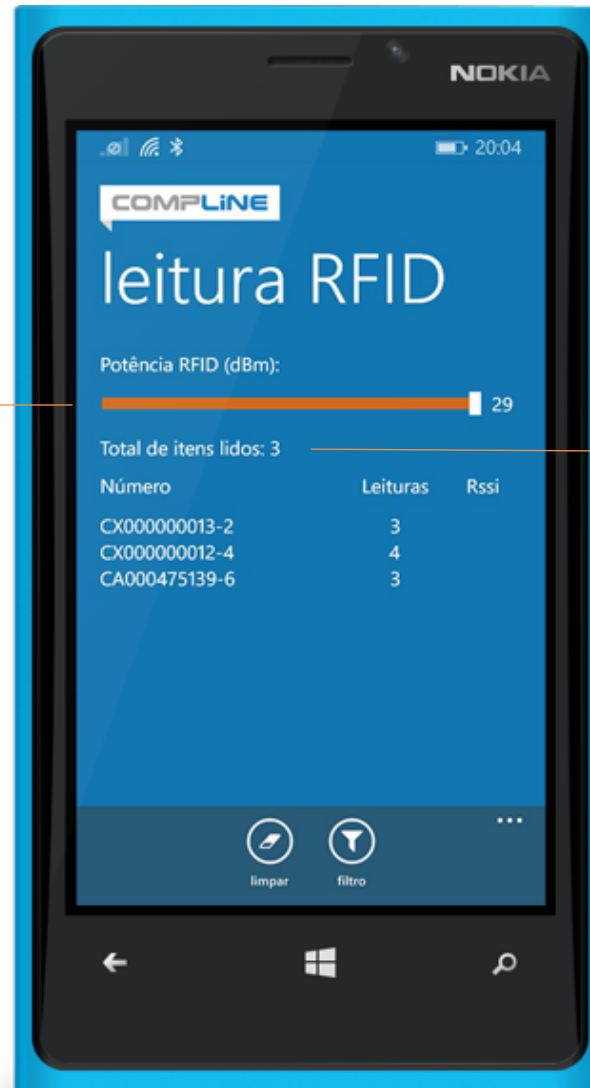 NOKIA
20:04
COMPLiNE
leitura RFID
Potência RFID (dBm):
29
Total de itens lidos: 3
Número Leituras Rssi
CX000000013-2 3
CX000000012-4 4
CA000475139-6 3
...
limpar filtro